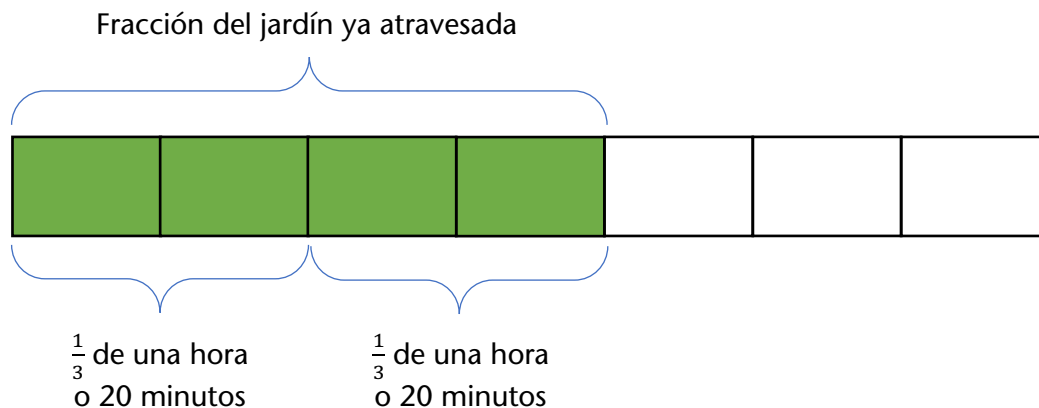 Fracción del jardín ya atravesada
1/3 de una hora
o 20 minutos
1/3 de una hora
o 20 minutos